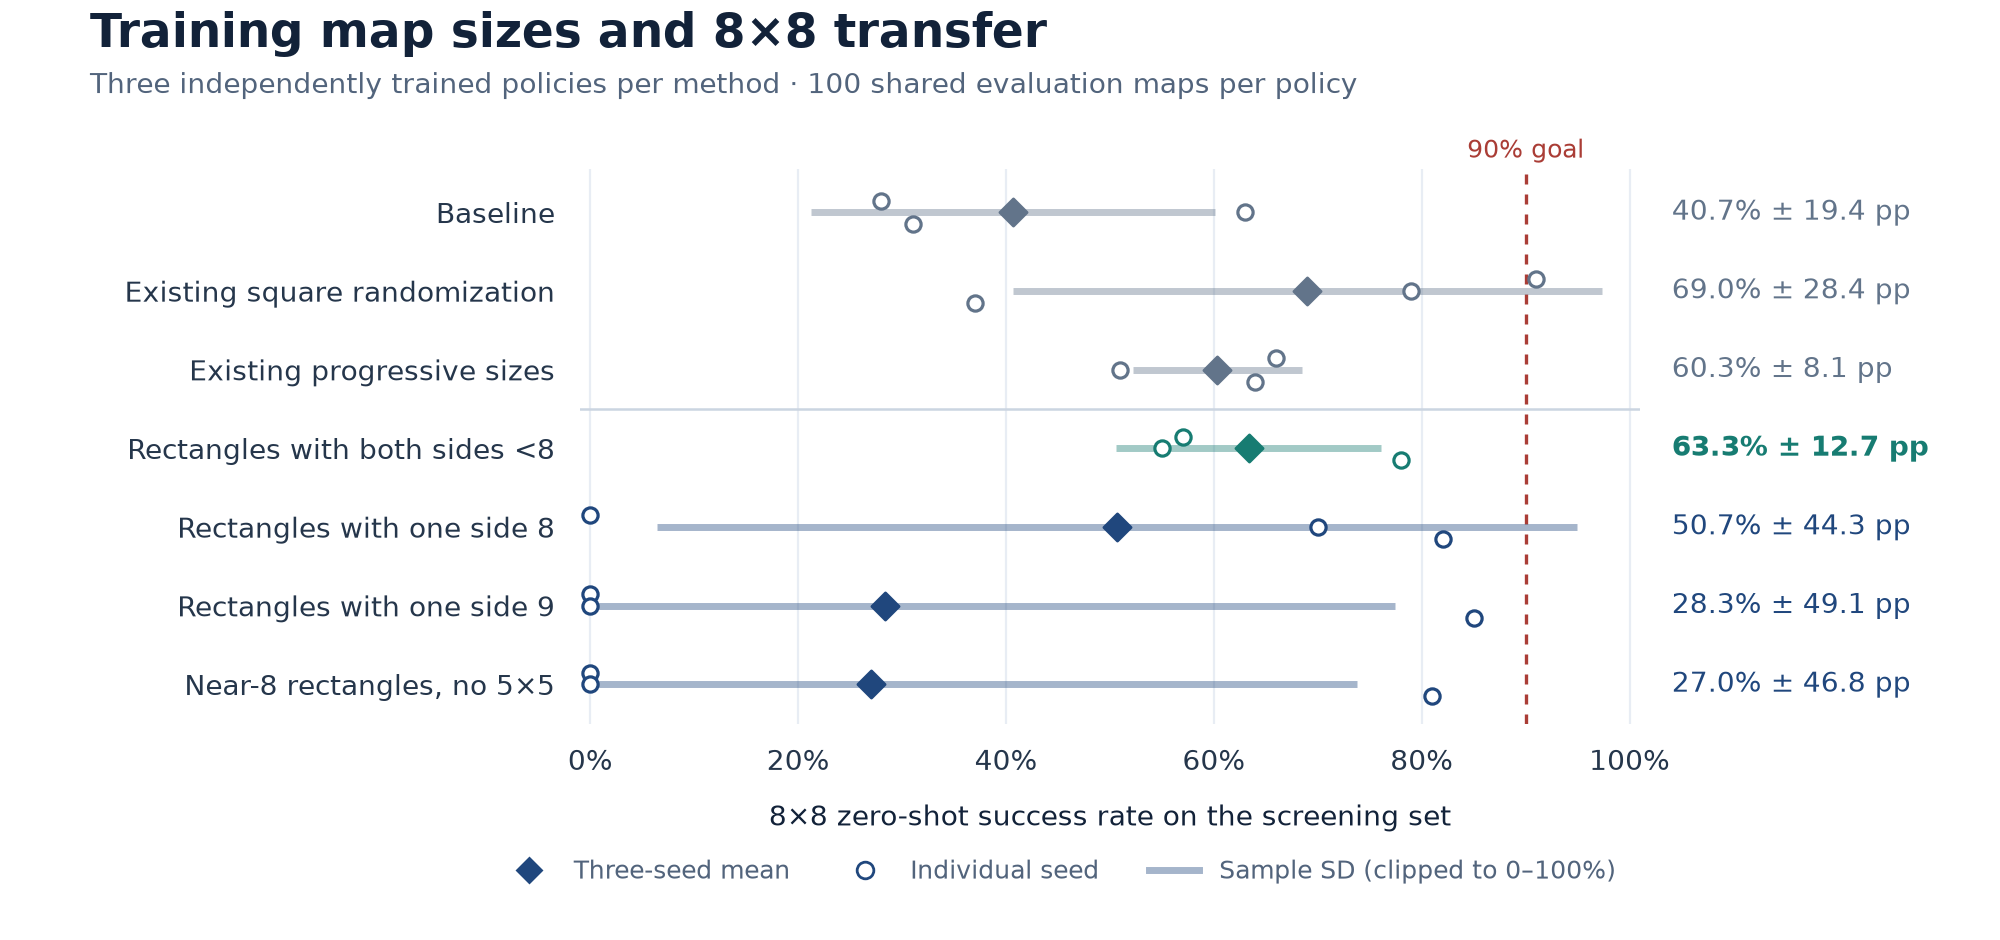 Training map sizes and 8×8 transfer
Three independently trained policies per method · 100 shared evaluation maps per policy
90% goal
Baseline
40.7% ± 19.4 pp
Existing square randomization
69.0% ± 28.4 pp
Existing progressive sizes
60.3% ± 8.1 pp
Rectangles with both sides <8
63.3% ± 12.7 pp
Rectangles with one side 8
50.7% ± 44.3 pp
Rectangles with one side 9
28.3% ± 49.1 pp
Near-8 rectangles, no 5×5
27.0% ± 46.8 pp
0% 20% 40% 60% 80% 100%
8×8 zero-shot success rate on the screening set
Three-seed mean Individual seed Sample SD (clipped to 0–100%)